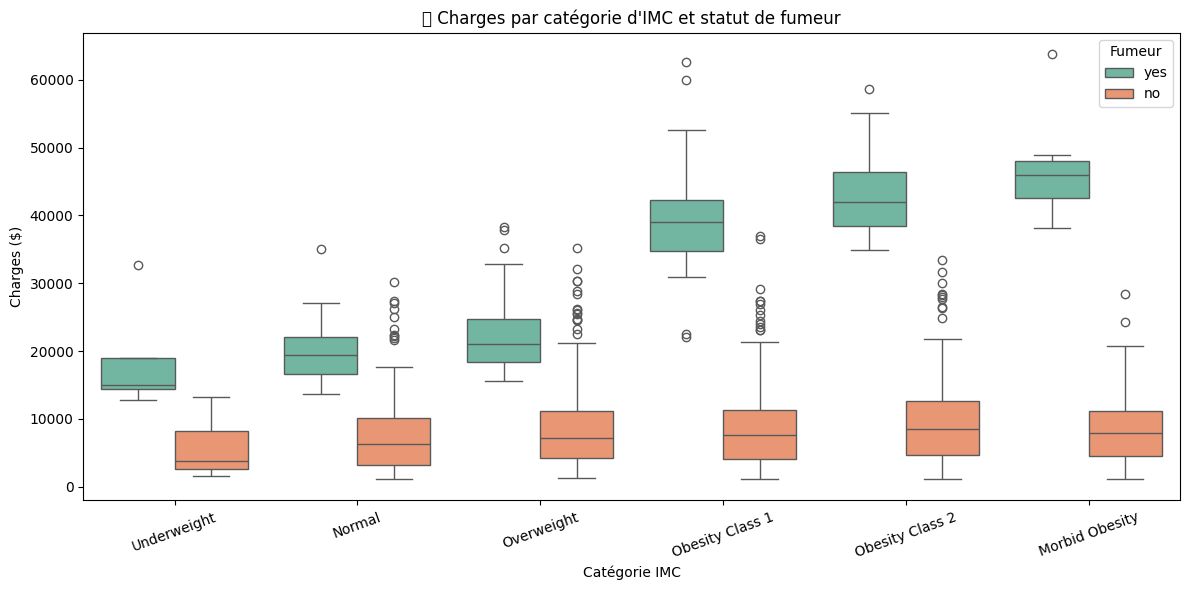 Charges par catégorie d'IMC et statut de fumeur
Fumeur
yes
no
Charges ($)
60000
50000
40000
30000
20000
10000
0
Underweight
Normal
Overweight
Obesity Class 1
Obesity Class 2
Morbid Obesity
Catégorie IMC